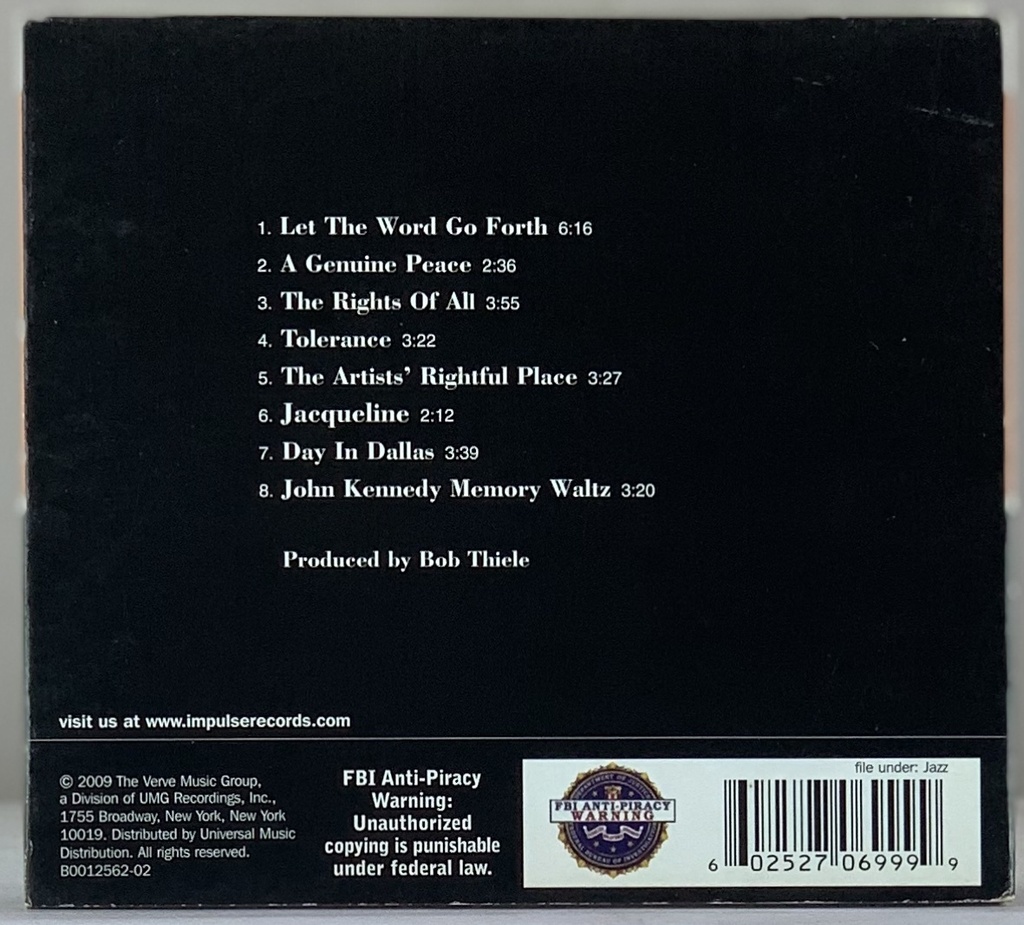 1. Let The Word Go Forth 6:16
2. A Genuine Peace 2:36
3. The Rights Of All 3:55
4. Tolerance 3:22
5. The Artists' Rightful Place 3:27
6. Jacqueline 2:12
7. Day In Dallas 3:39
8. John Kennedy Memory Waltz 3:20
Produced by Bob Thiele
visit us at www.impulserecords.com
© 2009 The Verve Music Group,
a Division of UMG Recordings, Inc.,
1755 Broadway, New York, New York
10019. Distributed by Universal Music
Distribution. All rights reserved.
B0012562-02
FBI Anti-Piracy
Warning:
Unauthorized
copying is punishable
under federal law.
FBI ANTI-PIRACY
WARNING
file under: Jazz
6 02527 06999 9